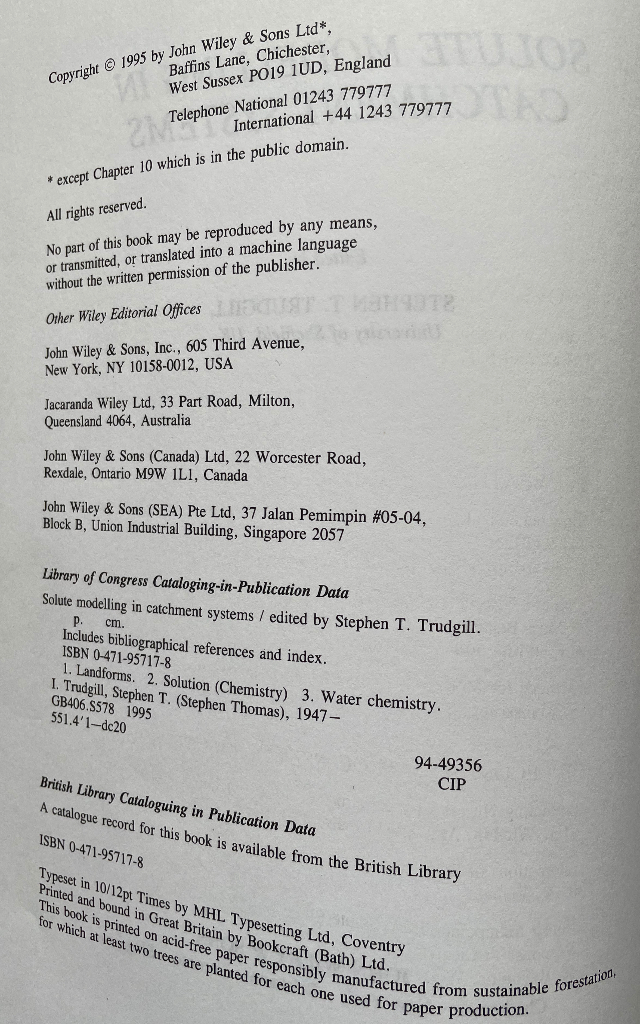 Copyright © 1995 by John Wiley & Sons Ltd*,
Baffins Lane, Chichester,
West Sussex PO19 1UD, England
Telephone National 01243 779777
International +44 1243 779777
* except Chapter 10 which is in the public domain.
All rights reserved.
No part of this book may be reproduced by any means,
or transmitted, or translated into a machine language
without the written permission of the publisher.
Other Wiley Editorial Offices
John Wiley & Sons, Inc., 605 Third Avenue,
New York, NY 10158-0012, USA
Jacaranda Wiley Ltd, 33 Part Road, Milton,
Queensland 4064, Australia
John Wiley & Sons (Canada) Ltd, 22 Worcester Road,
Rexdale, Ontario M9W 1L1, Canada
John Wiley & Sons (SEA) Pte Ltd, 37 Jalan Pemimpin #05-04,
Block B, Union Industrial Building, Singapore 2057
Library of Congress Cataloging-in-Publication Data
Solute modelling in catchment systems / edited by Stephen T. Trudgill.
p. cm.
Includes bibliographical references and index.
ISBN 0-471-95717-8
1. Landforms. 2. Solution (Chemistry) 3. Water chemistry.
I. Trudgill, Stephen T. (Stephen Thomas), 1947–
GB406.S578 1995
551.4'1—dc20
94-49356
CIP
British Library Cataloguing in Publication Data
A catalogue record for this book is available from the British Library
ISBN 0-471-95717-8
Typeset in 10/12pt Times by MHL Typesetting Ltd, Coventry
Printed and bound in Great Britain by Bookcraft (Bath) Ltd.
This book is printed on acid-free paper responsibly manufactured from sustainable forestation,
for which at least two trees are planted for each one used for paper production.